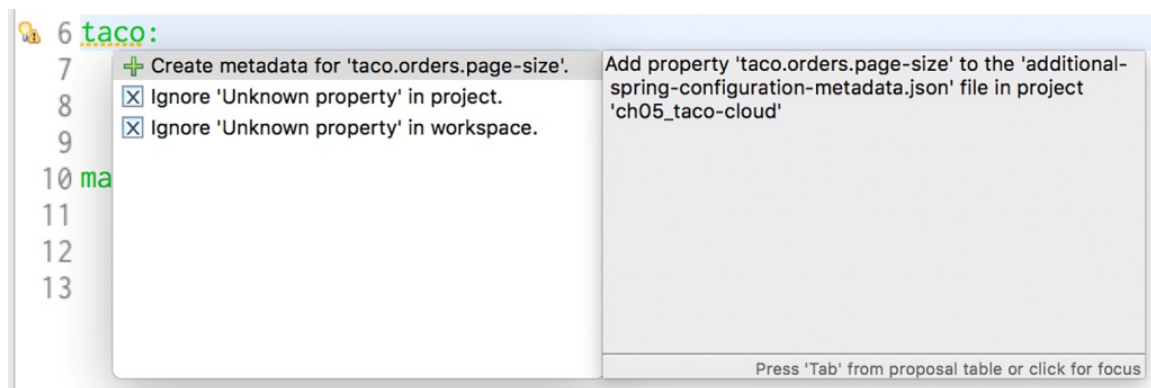 6 taco:
7
8
9
10 ma
11
12
13
Create metadata for 'taco.orders.page-size'.
Ignore 'Unknown property' in project.
Ignore 'Unknown property' in workspace.
Add property 'taco.orders.page-size' to the 'additional-
spring-configuration-metadata.json' file in project
'ch05_taco-cloud'
Press 'Tab' from proposal table or click for focus